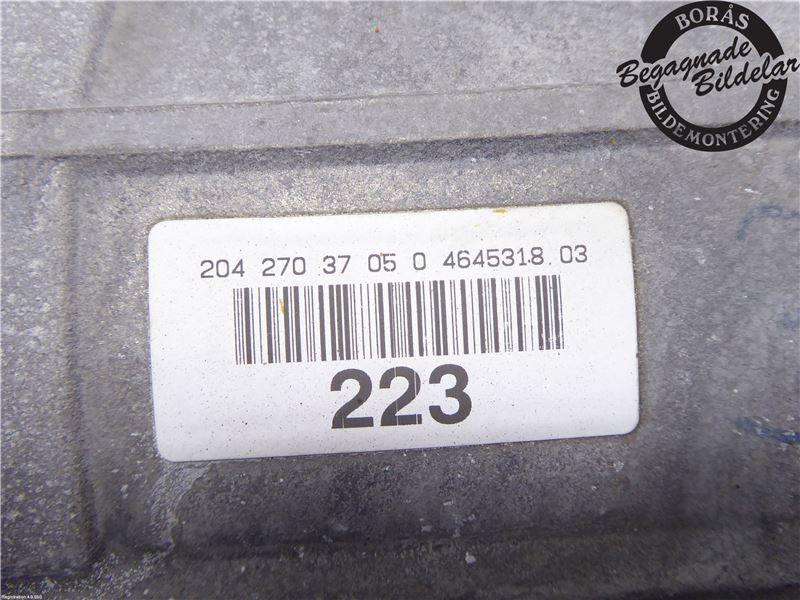 BORÅS
Begagnade
Bildelar
BILDEMONTERING
204 270 37 05 0 4645318 03
223